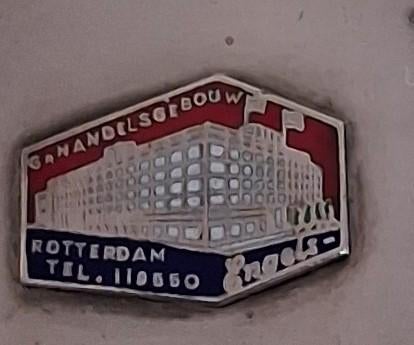 Gr HANDELSGEBOUW
ROTTERDAM
TEL. 119550
Engels-